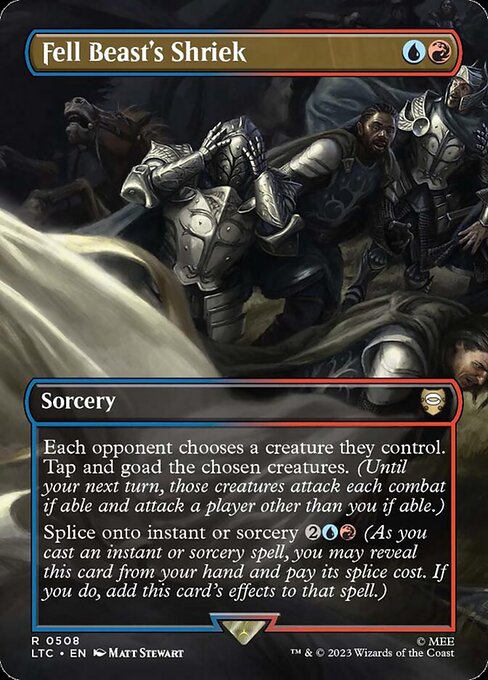 Fell Beast's Shriek
Sorcery
Each opponent chooses a creature they control.
Tap and goad the chosen creatures. (Until
your next turn, those creatures attack each combat
if able and attack a player other than you if able.)
Splice onto instant or sorcery 2 (As you
cast an instant or sorcery spell, you may reveal
this card from your hand and pay its splice cost. If
you do, add this card's effects to that spell.)
R 0508
LTC • EN Matt Stewart
© MEE
™ & © 2023 Wizards of the Coast